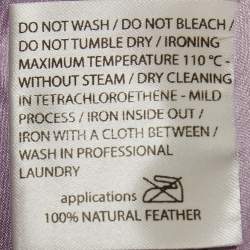 DO NOT WASH / DO NOT BLEACH /
DO NOT TUMBLE DRY / IRONING
MAXIMUM TEMPERATURE 110 °C -
WITHOUT STEAM / DRY CLEANING
IN TETRACHLOROETHENE - MILD
PROCESS / IRON INSIDE OUT /
IRON WITH A CLOTH BETWEEN /
WASH IN PROFESSIONAL
LAUNDRY
applications
100% NATURAL FEATHER